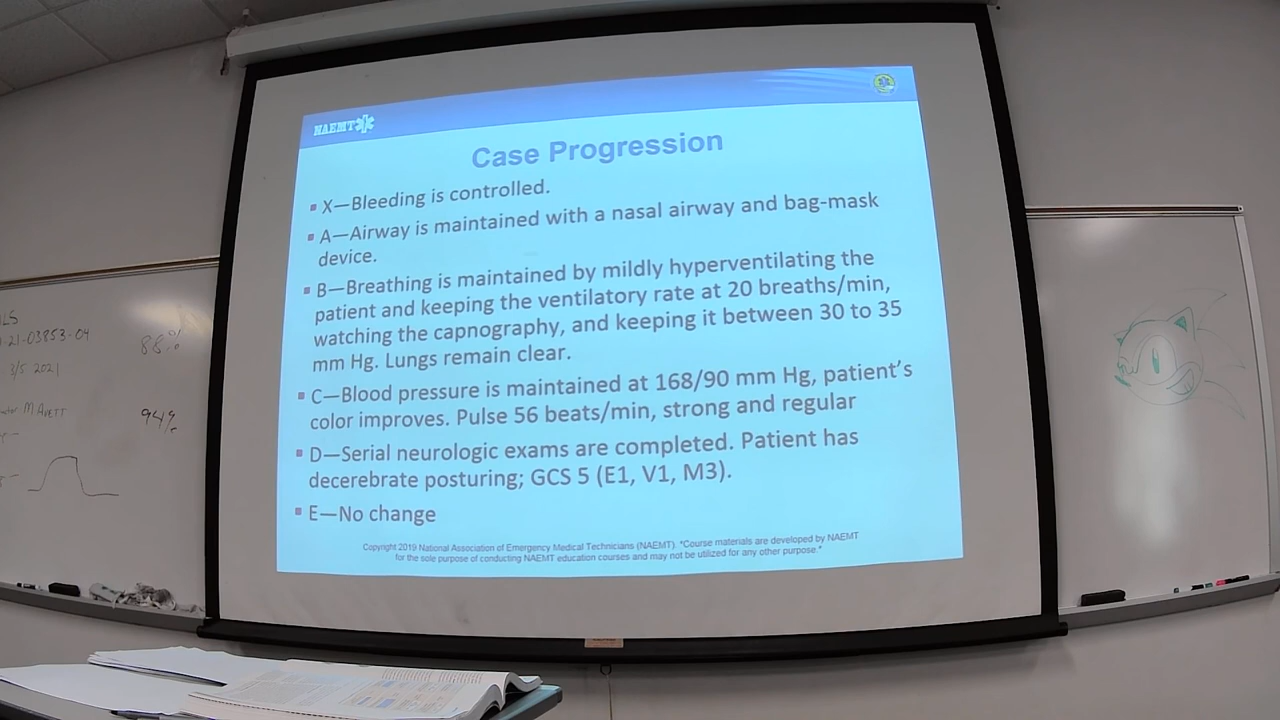 NAEMT
Case Progression
X—Bleeding is controlled.
A—Airway is maintained with a nasal airway and bag-mask
device.
B—Breathing is maintained by mildly hyperventilating the
patient and keeping the ventilatory rate at 20 breaths/min,
watching the capnography, and keeping it between 30 to 35
mm Hg. Lungs remain clear.
C—Blood pressure is maintained at 168/90 mm Hg, patient's
color improves. Pulse 56 beats/min, strong and regular
D—Serial neurologic exams are completed. Patient has
decerebrate posturing; GCS 5 (E1, V1, M3).
E—No change
Copyright 2019 National Association of Emergency Medical Technicians (NAEMT). "Course materials are developed by NAEMT
for the sole purpose of conducting NAEMT education courses and may not be utilized for any other purpose."
LS
21-03853-04
3/5 2021
M AVETT
88%
94%